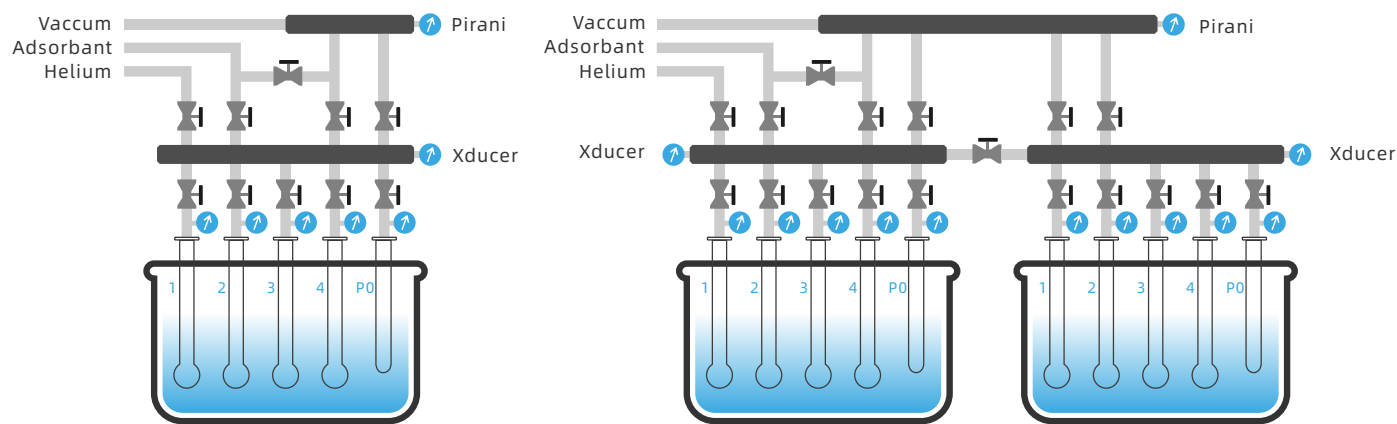 Vaccum
Pirani
Adsorbant
Helium
Xducer
1 2 3 4 P0
Vaccum
Pirani
Adsorbant
Helium
Xducer
Xducer
1 2 3 4 P0
1 2 3 4 P0